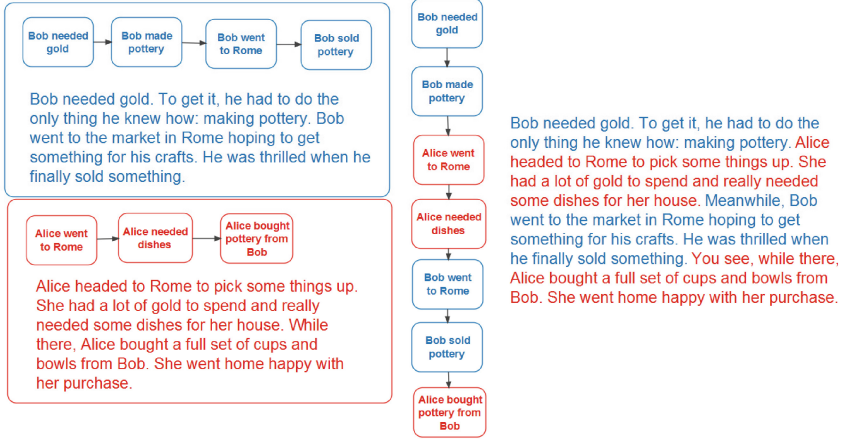 Bob needed
gold
Bob made
pottery
Bob went
to Rome
Bob sold
pottery
Bob needed gold. To get it, he had to do the
only thing he knew how: making pottery. Bob
went to the market in Rome hoping to get
something for his crafts. He was thrilled when he
finally sold something.
Alice went
to Rome
Alice needed
dishes
Alice bought
pottery from
Bob
Alice headed to Rome to pick some things up.
She had a lot of gold to spend and really
needed some dishes for her house. While
there, Alice bought a full set of cups and
bowls from Bob. She went home happy with
her purchase.
Bob needed
gold
Bob made
pottery
Alice went
to Rome
Alice needed
dishes
Bob went
to Rome
Bob sold
pottery
Alice bought
pottery from
Bob
Bob needed gold. To get it, he had to do the
only thing he knew how: making pottery. Alice
headed to Rome to pick some things up. She
had a lot of gold to spend and really needed
some dishes for her house. Meanwhile, Bob
went to the market in Rome hoping to get
something for his crafts. He was thrilled when
he finally sold something. You see, while there,
Alice bought a full set of cups and bowls from
Bob. She went home happy with her purchase.